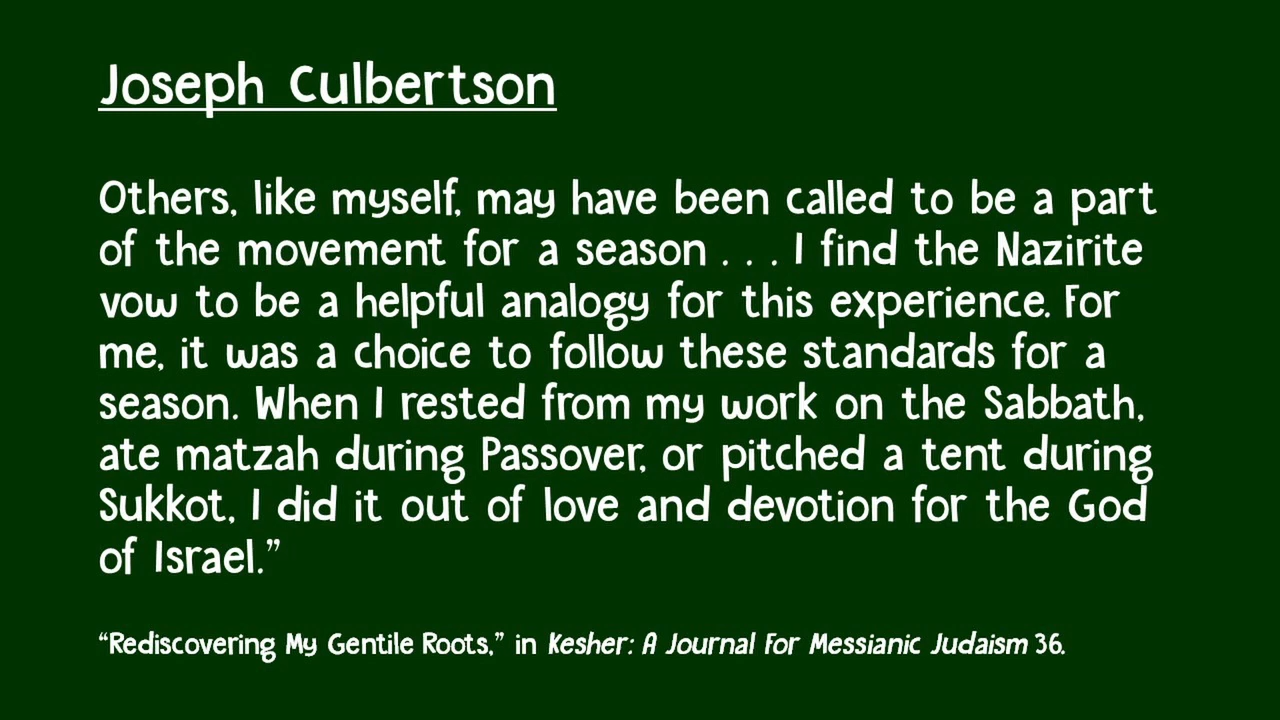 Joseph Culbertson
Others, like myself, may have been called to be a part
of the movement for a season . . . I find the Nazirite
vow to be a helpful analogy for this experience. For
me, it was a choice to follow these standards for a
season. When I rested from my work on the Sabbath,
ate matzah during Passover, or pitched a tent during
Sukkot, I did it out of love and devotion for the God
of Israel.”
“Rediscovering My Gentile Roots,” in Kesher: A Journal For Messianic Judaism 36.